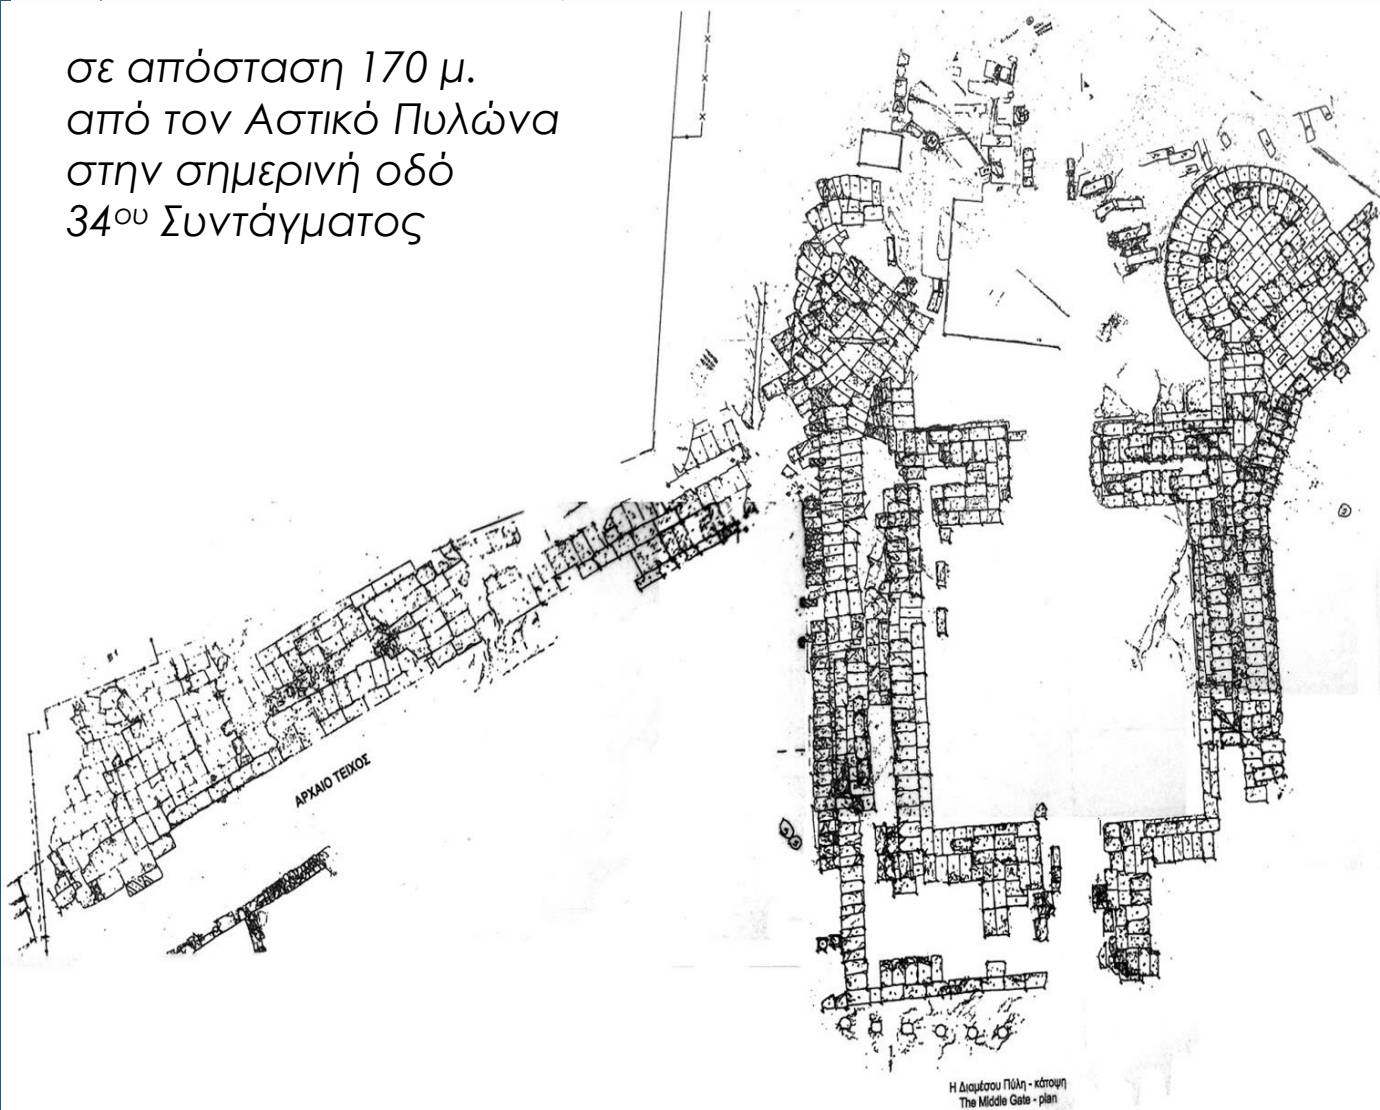 σε απόσταση 170 μ.
από τον Αστικό Πυλώνα
στην σημερινή οδό
34ου Συντάγματος
ΑΡΧΑΙΟ ΤΕΙΧΟΣ
Η Διαμέσου Πύλη - κάτοψη
The Middle Gate - plan